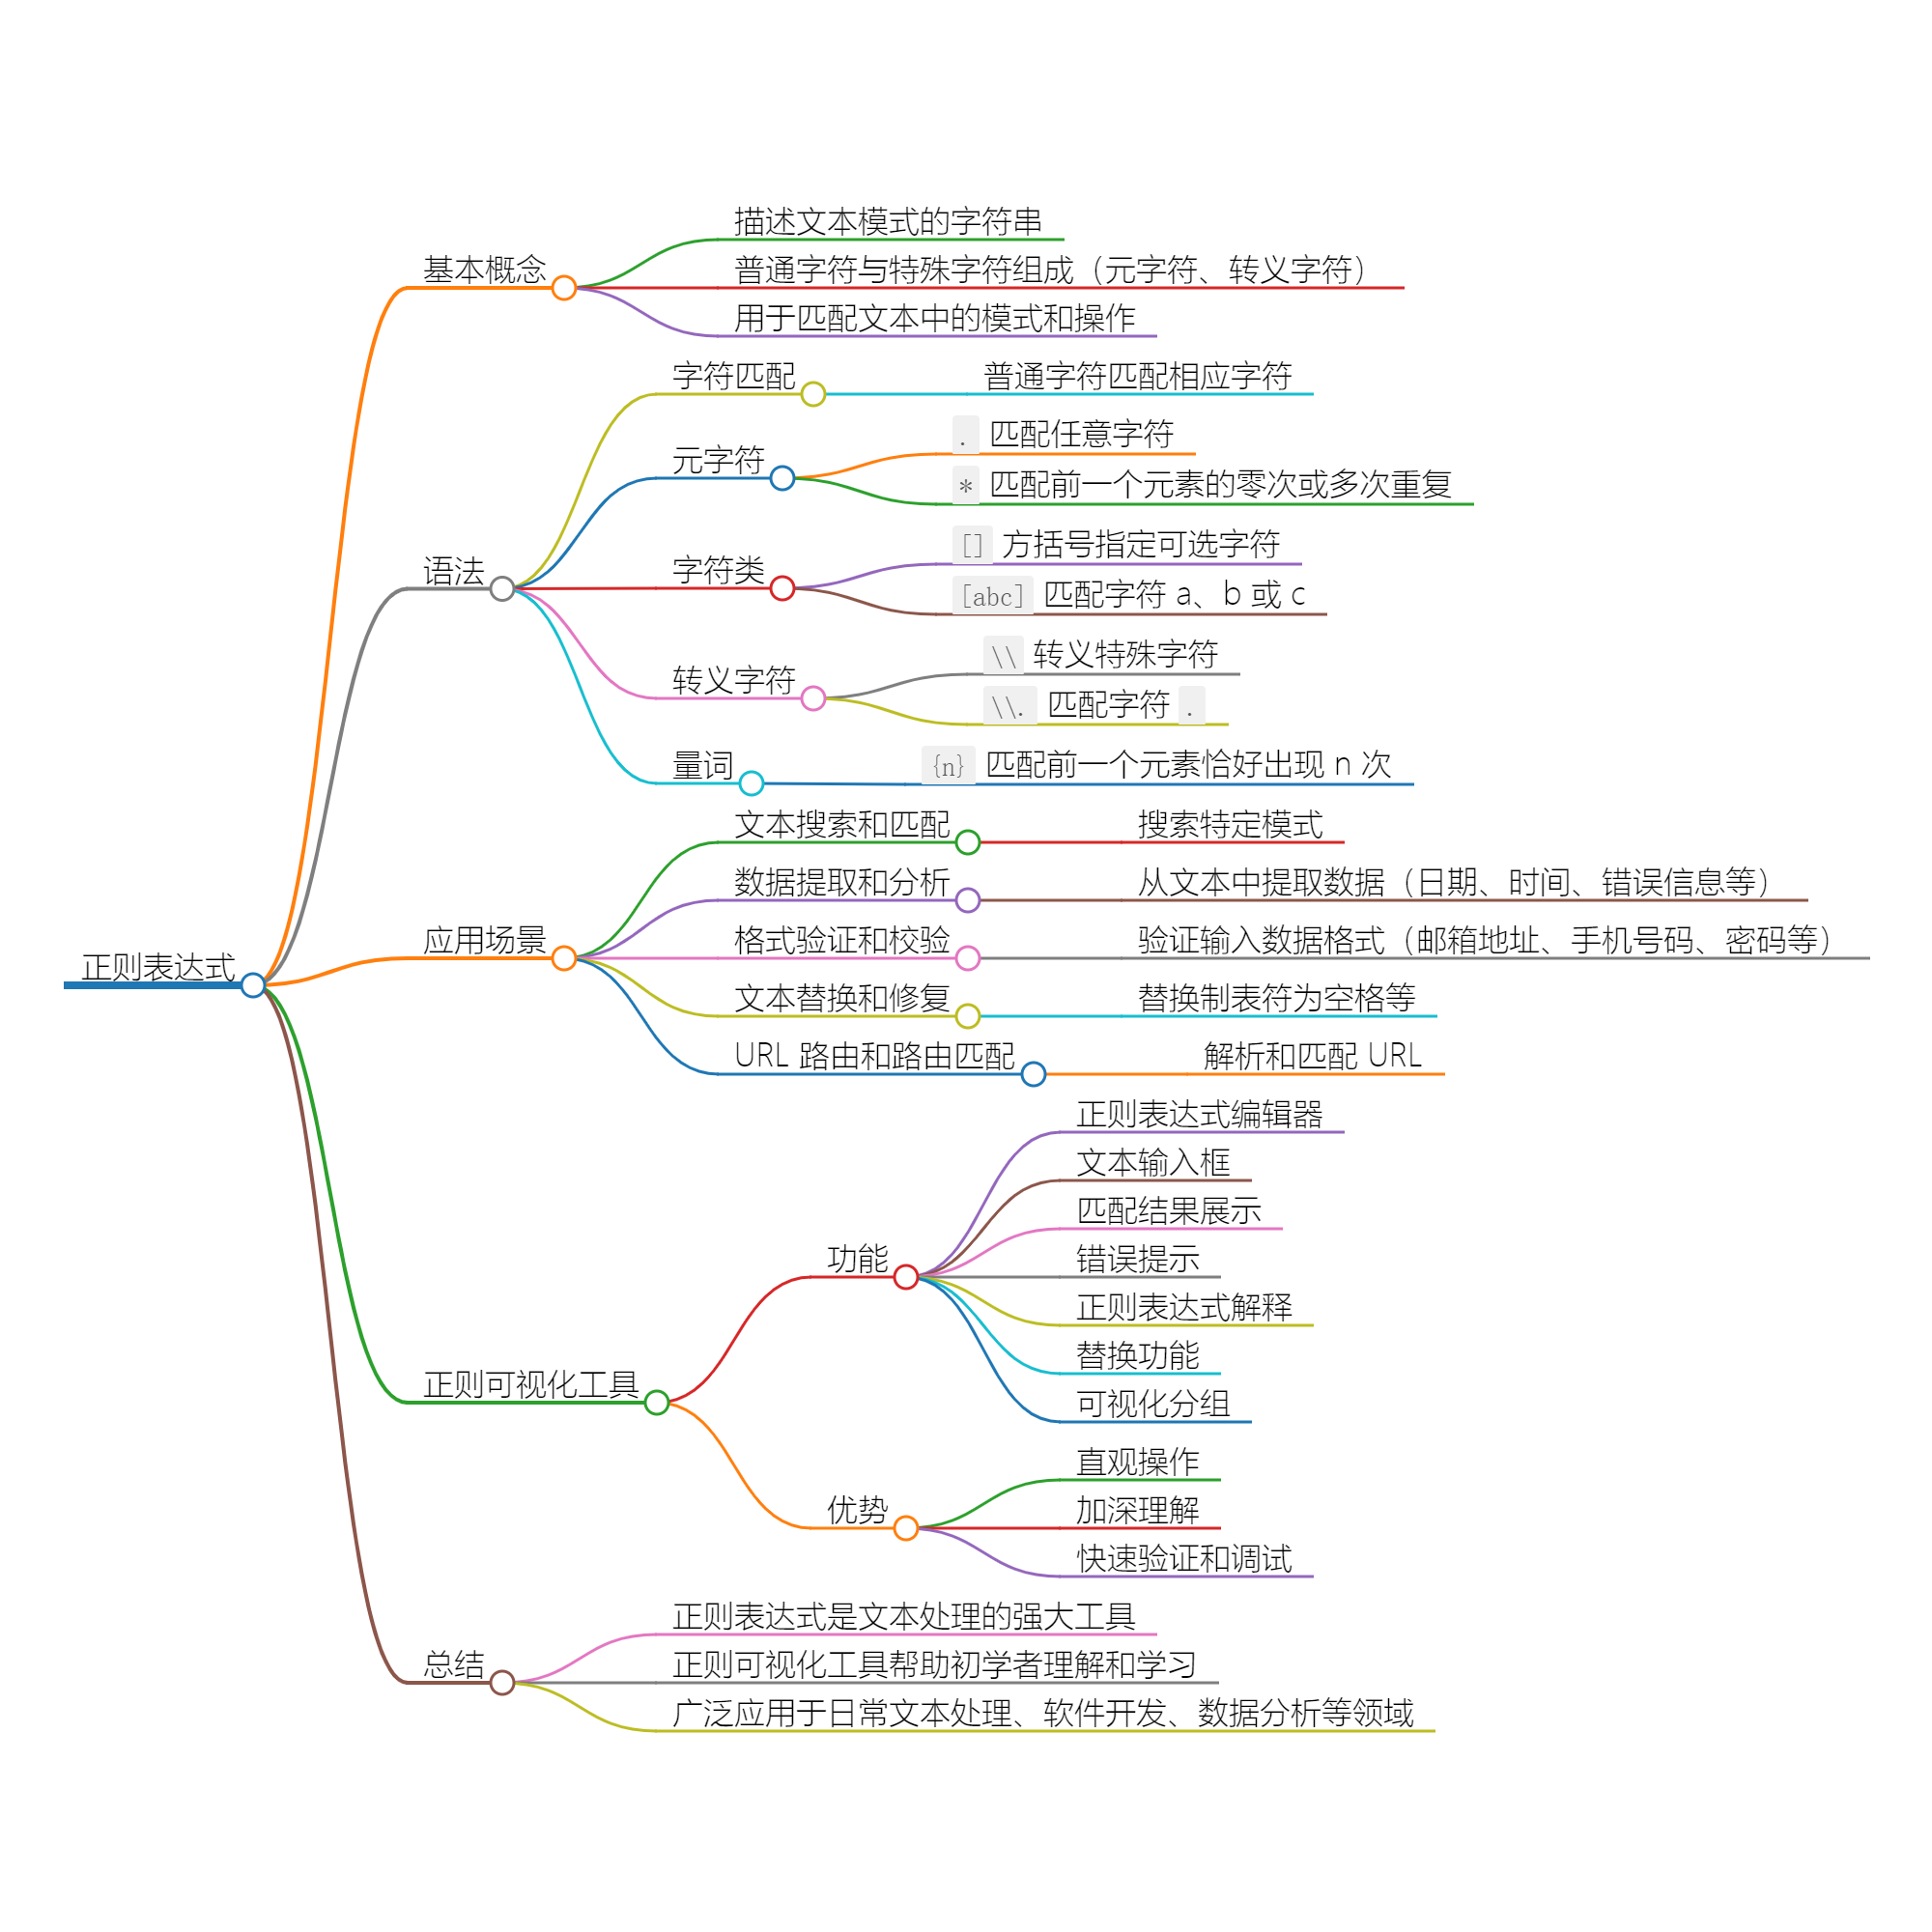 正则表达式
基本概念
描述文本模式的字符串
普通字符与特殊字符组成（元字符、转义字符）
用于匹配文本中的模式和操作
语法
字符匹配
普通字符匹配相应字符
元字符
. 匹配任意字符
* 匹配前一个元素的零次或多次重复
字符类
[] 方括号指定可选字符
[abc] 匹配字符 a、b 或 c
转义字符
\\ 转义特殊字符
\\. 匹配字符 .
量词
{n} 匹配前一个元素恰好出现 n 次
应用场景
文本搜索和匹配
搜索特定模式
数据提取和分析
从文本中提取数据（日期、时间、错误信息等）
格式验证和校验
验证输入数据格式（邮箱地址、手机号码、密码等）
文本替换和修复
替换制表符为空格等
URL 路由和路由匹配
解析和匹配 URL
正则可视化工具
功能
正则表达式编辑器
文本输入框
匹配结果展示
错误提示
正则表达式解释
替换功能
可视化分组
优势
直观操作
加深理解
快速验证和调试
总结
正则表达式是文本处理的强大工具
正则可视化工具帮助初学者理解和学习
广泛应用于日常文本处理、软件开发、数据分析等领域